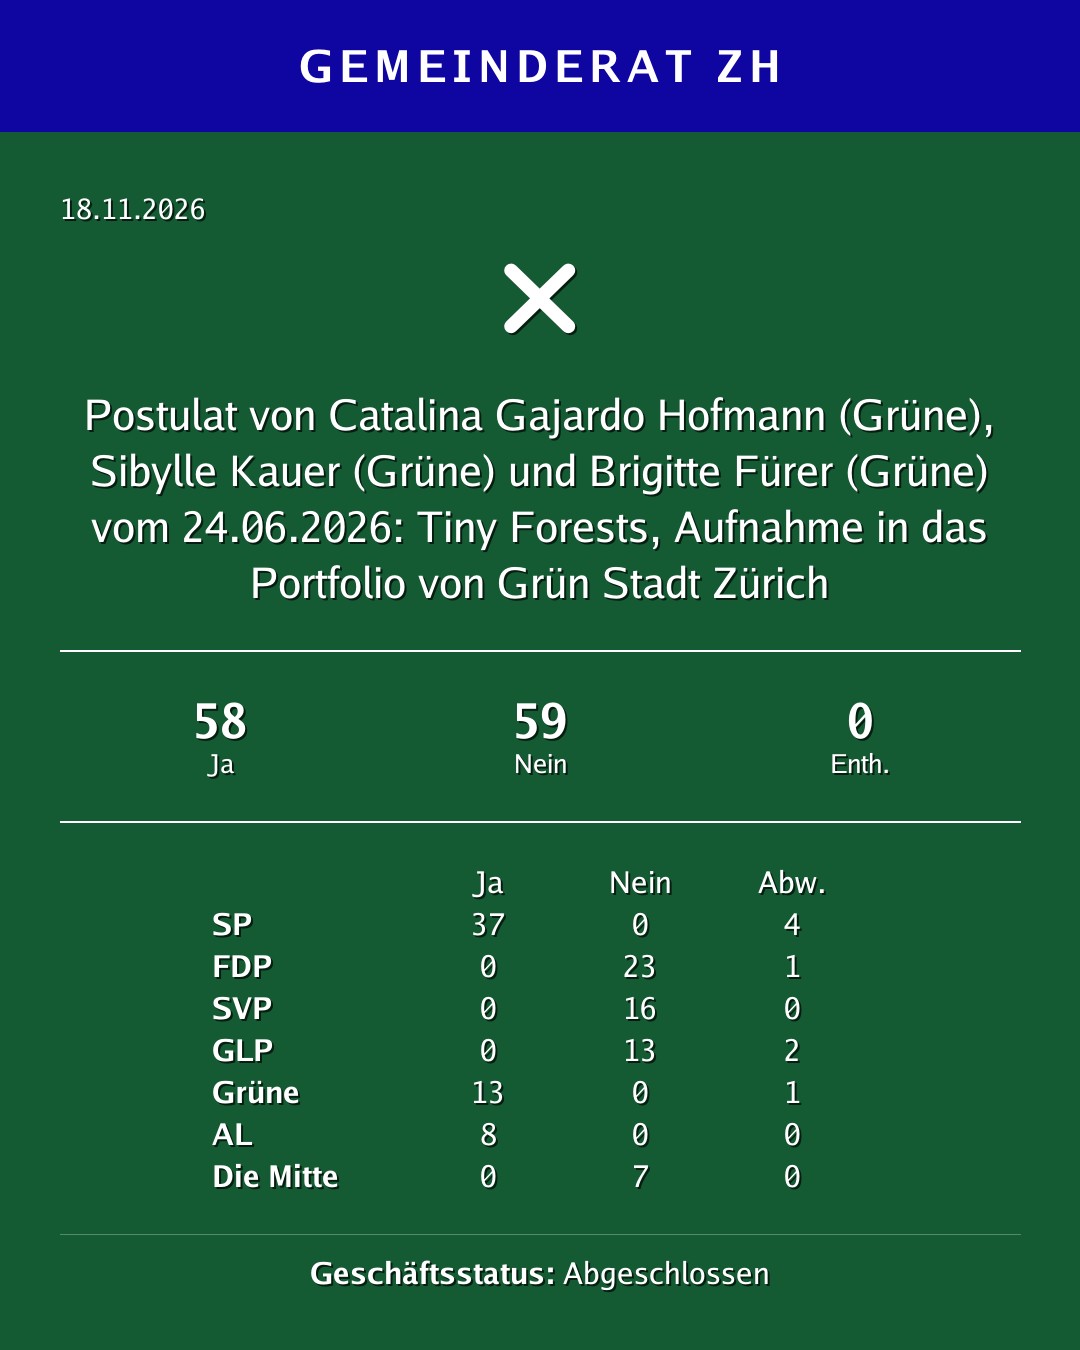 GEMEINDERAT ZH
18.11.2026
Postulat von Catalina Gajardo Hofmann (Grüne),
Sibylle Kauer (Grüne) und Brigitte Fürer (Grüne)
vom 24.06.2026: Tiny Forests, Aufnahme in das
Portfolio von Grün Stadt Zürich
58 59 0
Ja Nein Enth.
Ja Nein Abw.
SP 37 0 4
FDP 0 23 1
SVP 0 16 0
GLP 0 13 2
Grüne 13 0 1
AL 8 0 0
Die Mitte 0 7 0
Geschäftsstatus: Abgeschlossen